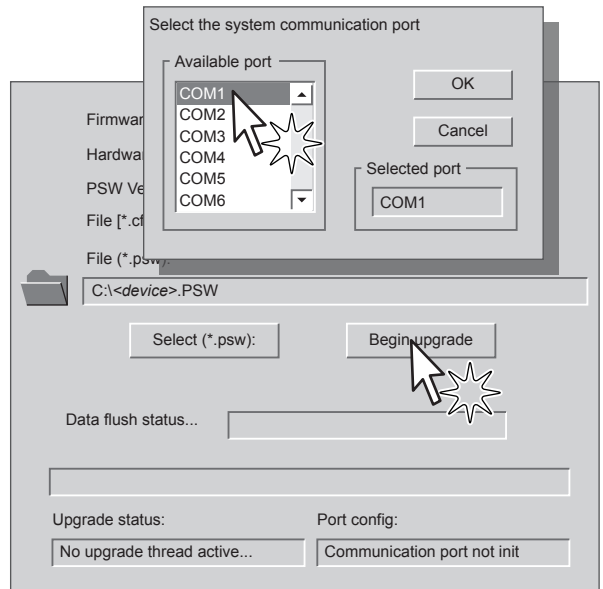 Select the system communication port
Available port
COM1
COM2
COM3
COM4
COM5
COM6
OK
Cancel
Selected port
COM1
Firmwar
Hardwa
PSW Ve
File [*.cf
File (*.psw):
C:\<device>.PSW
Select (*.psw):
Begin upgrade
Data flush status...
Upgrade status:
Port config:
No upgrade thread active...
Communication port not init